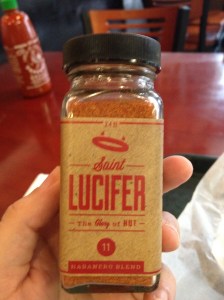 Saint
LUCIFER
The Glory of HOT
11
HABANERO BLEND